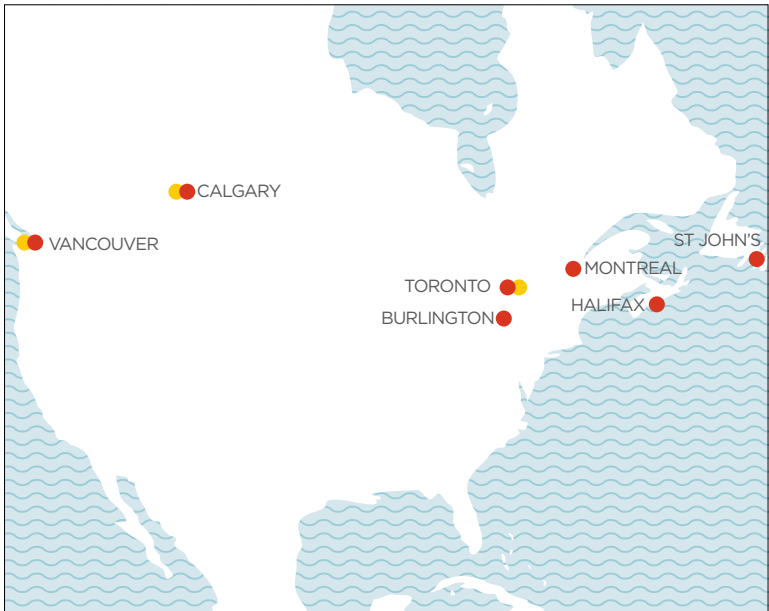 CALGARY
ST JOHN'S
VANCOUVER
MONTREAL
TORONTO
HALIFAX
BURLINGTON